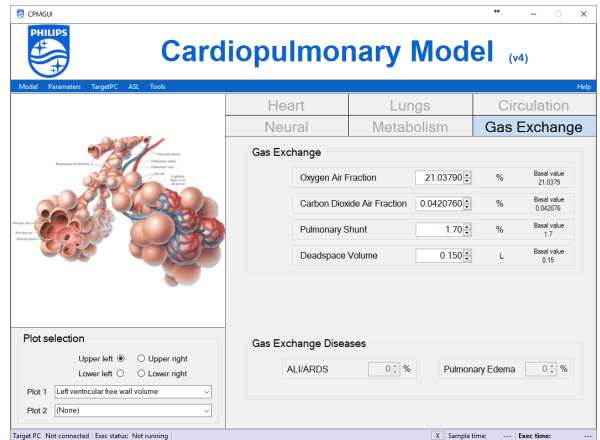 CPMGUI
PHILIPS
Cardiopulmonary Model (v4)
Model Parameters TargetPC ASL Tools Help
Heart Lungs Circulation
Neural Metabolism Gas Exchange
Gas Exchange
Oxygen Air Fraction 21.03790 % Basal value 21.0379
Carbon Dioxide Air Fraction 0.0420760 % Basal value 0.042076
Pulmonary Shunt 1.70 % Basal value 1.7
Deadspace Volume 0.150 L Basal value 0.15
Plot selection
Upper left Upper right
Lower left Lower right
Plot 1 Left ventricular free wall volume
Plot 2 (None)
Gas Exchange Diseases
ALI/ARDS 0 % Pulmonary Edema 0 %
Target PC Not connected Exec status: Not running X Sample time: --- Exec time: ---